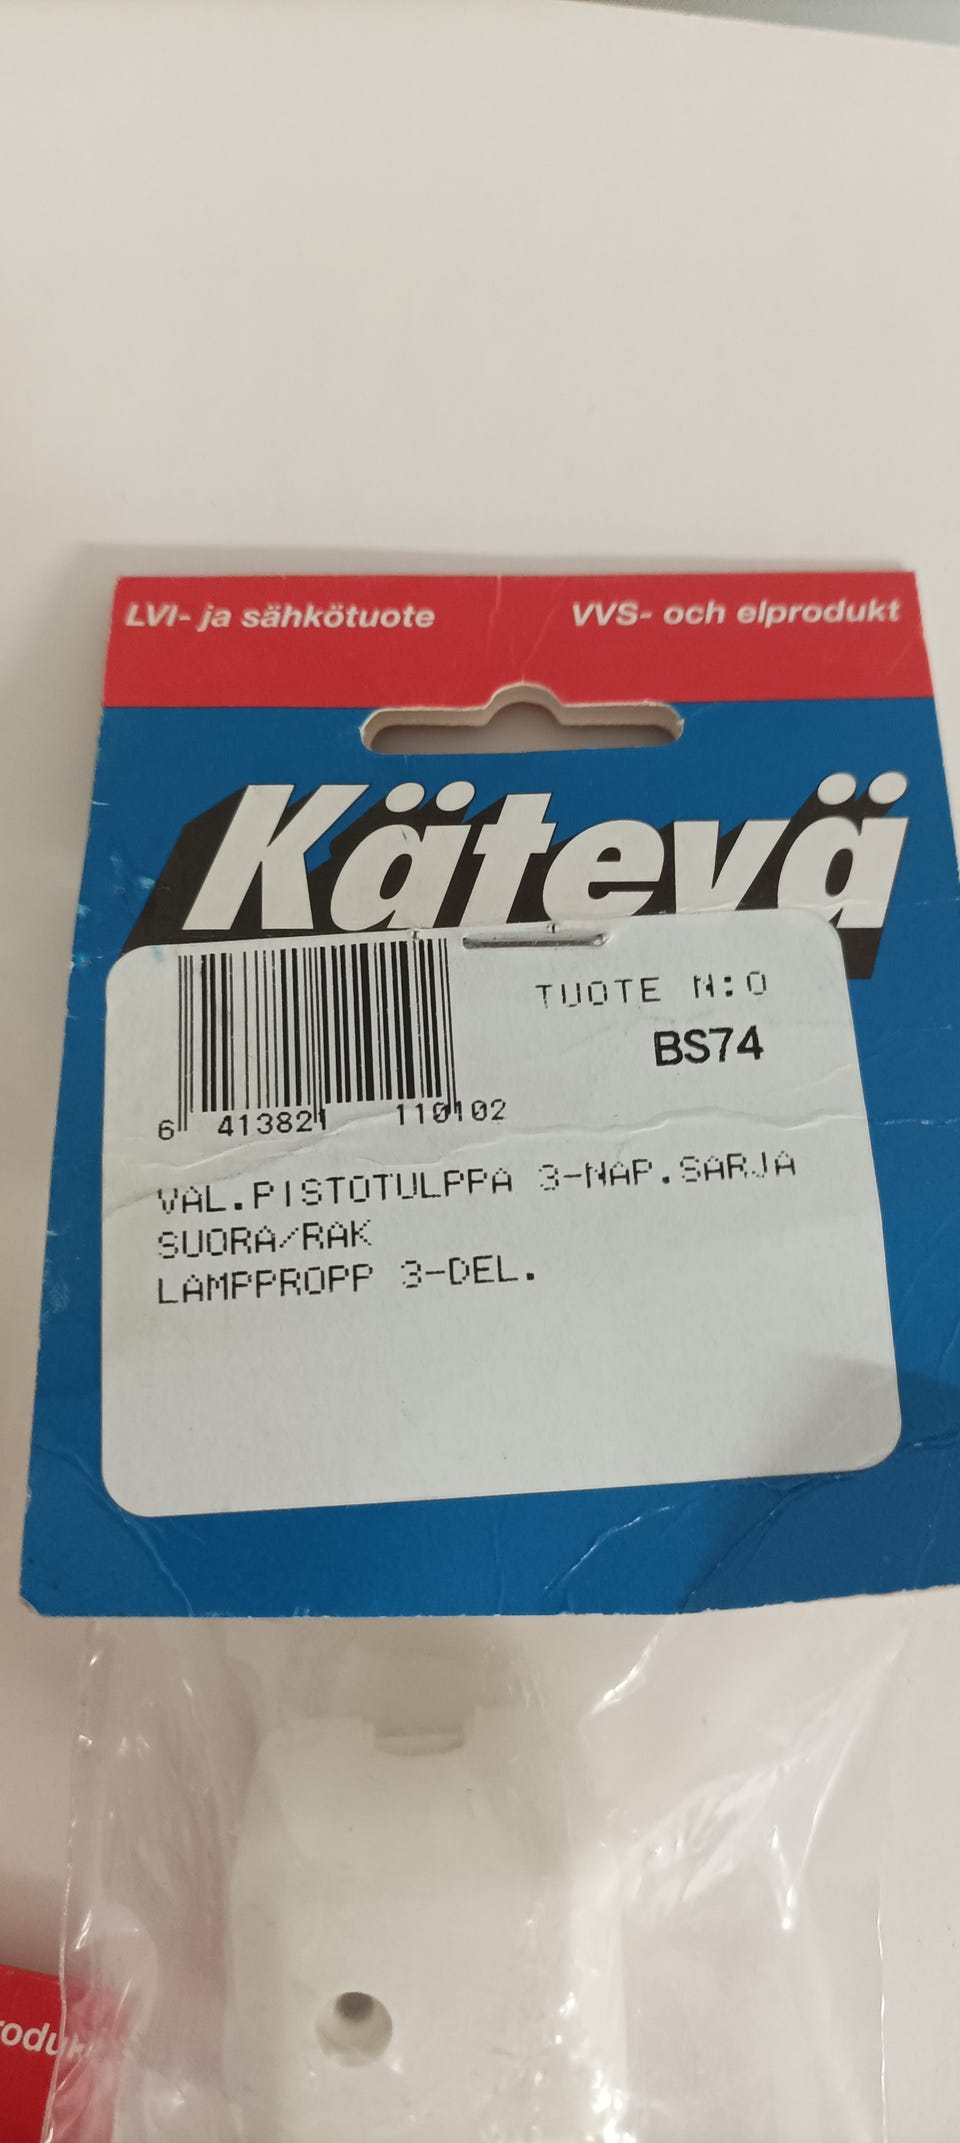 LVI- ja sähkötuote
VVS- och elprodukt
Kätevä
TUOTE N:O
BS74
6 413821 110102
VAL.PISTOTULPPA 3-NAP.SARJA
SUORA/RAK
LAMPPROPP 3-DEL.